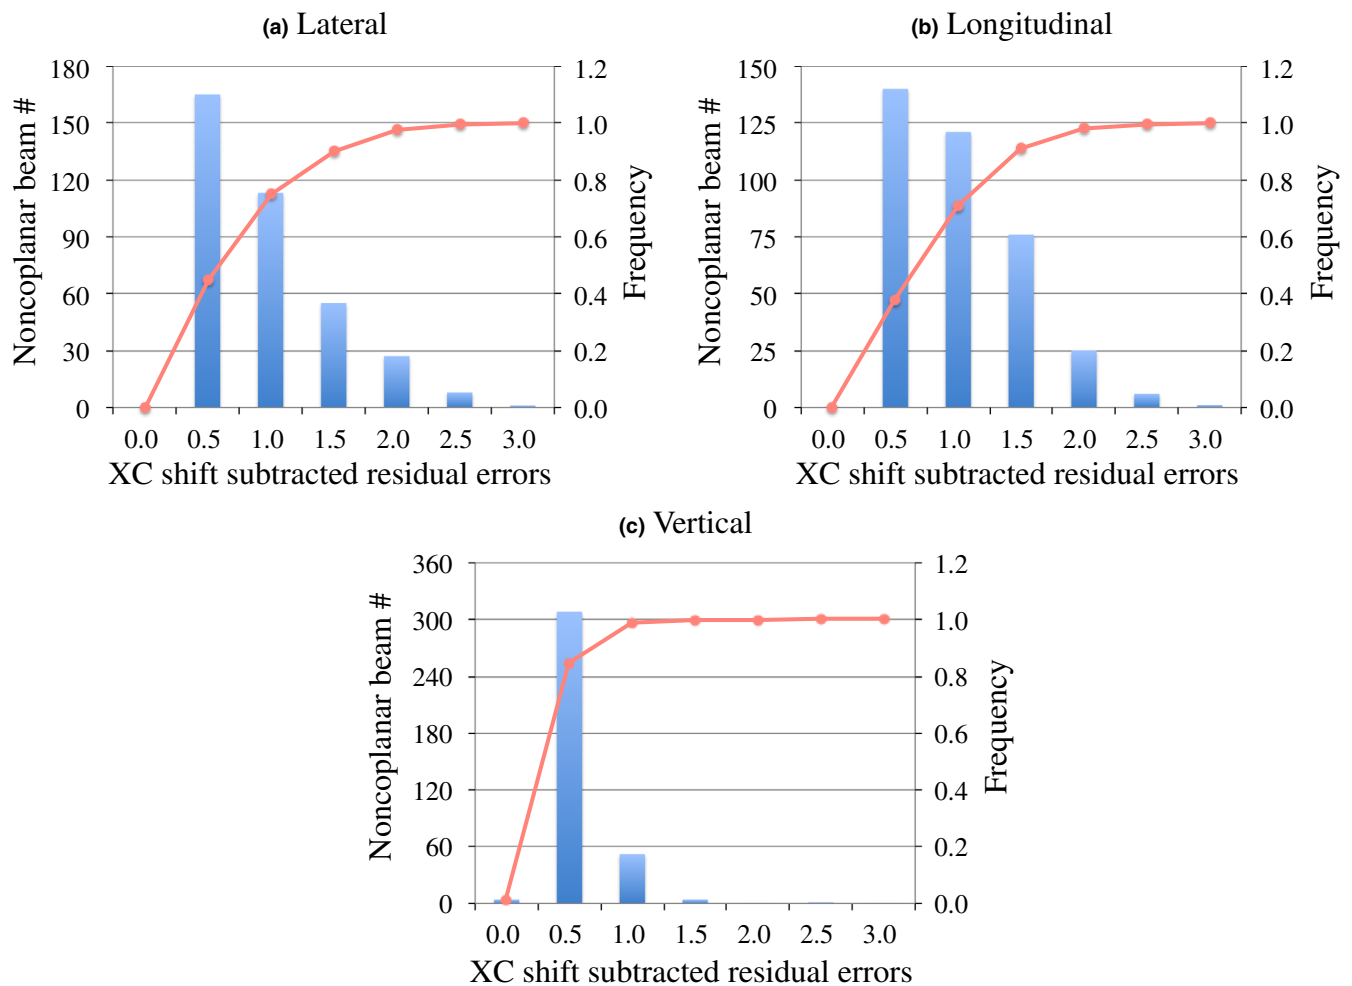 (a) Lateral
180
150
120
90
60
30
0
Noncoplanar beam #
1.2
1.0
0.8
0.6
0.4
0.2
0.0
Frequency
0.0 0.5 1.0 1.5 2.0 2.5 3.0
XC shift subtracted residual errors
(b) Longitudinal
150
125
100
75
50
25
0
Noncoplanar beam #
1.2
1.0
0.8
0.6
0.4
0.2
0.0
Frequency
0.0 0.5 1.0 1.5 2.0 2.5 3.0
XC shift subtracted residual errors
(c) Vertical
360
300
240
180
120
60
0
Noncoplanar beam #
1.2
1.0
0.8
0.6
0.4
0.2
0.0
Frequency
0.0 0.5 1.0 1.5 2.0 2.5 3.0
XC shift subtracted residual errors